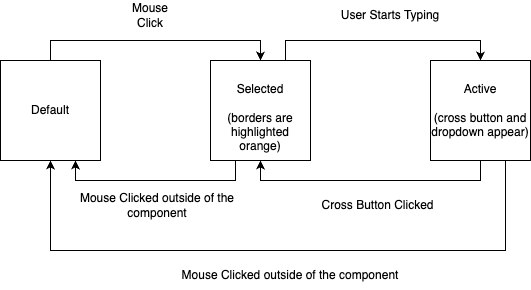 Mouse
Click
User Starts Typing
Default
Selected
(borders are
highlighted
orange)
Active
(cross button and
dropdown appear)
Mouse Clicked outside of the
component
Cross Button Clicked
Mouse Clicked outside of the component